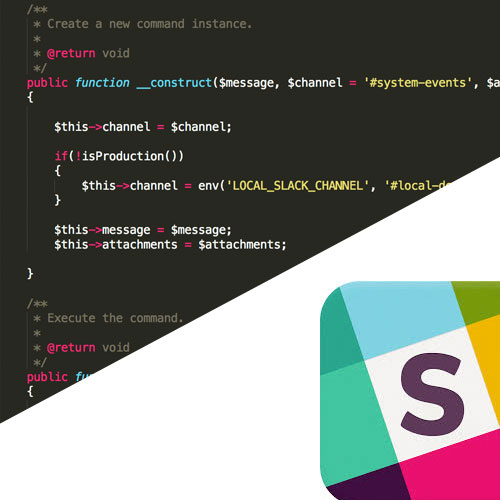 /**
* Create a new command instance.
*
* @return void
*/
public function __construct($message, $channel = '#system-events', $a
{
$this->channel = $channel;
if(!isProduction())
{
$this->channel = env('LOCAL_SLACK_CHANNEL', '#local-de
}
$this->message = $message;
$this->attachments = $attachments;
}
/**
* Execute the command.
*
* @return void
*/
public fu
{
S